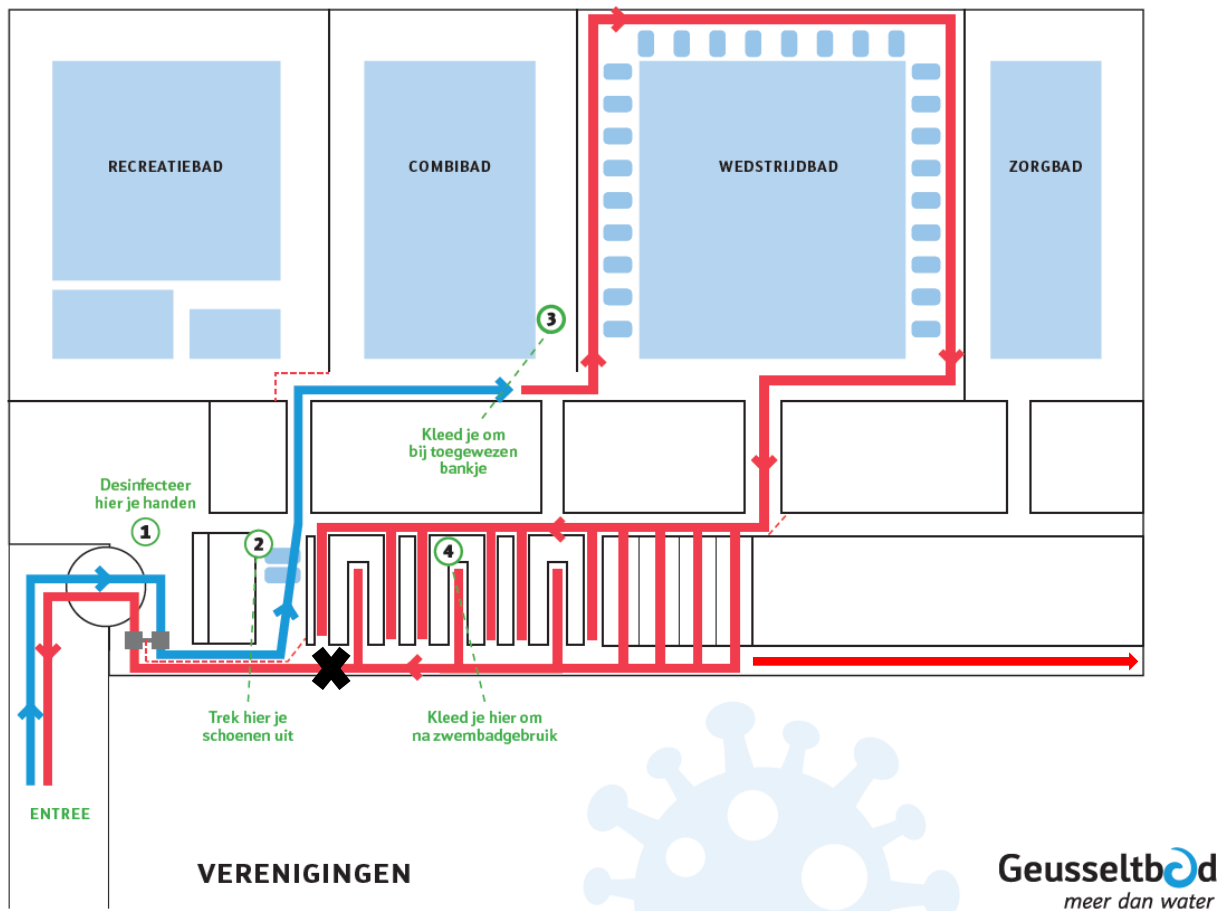 RECREATIEBAD
COMBIBAD
WEDSTRIJDBAD
ZORGBAD
3
Kleed je om
bij toegewezen
bankje
Desinfecteer
hier je handen
1
2
4
Trek hier je
schoenen uit
Kleed je hier om
na zwembadgebruik
ENTREE
VERENIGINGEN
Geusseltbad
meer dan water